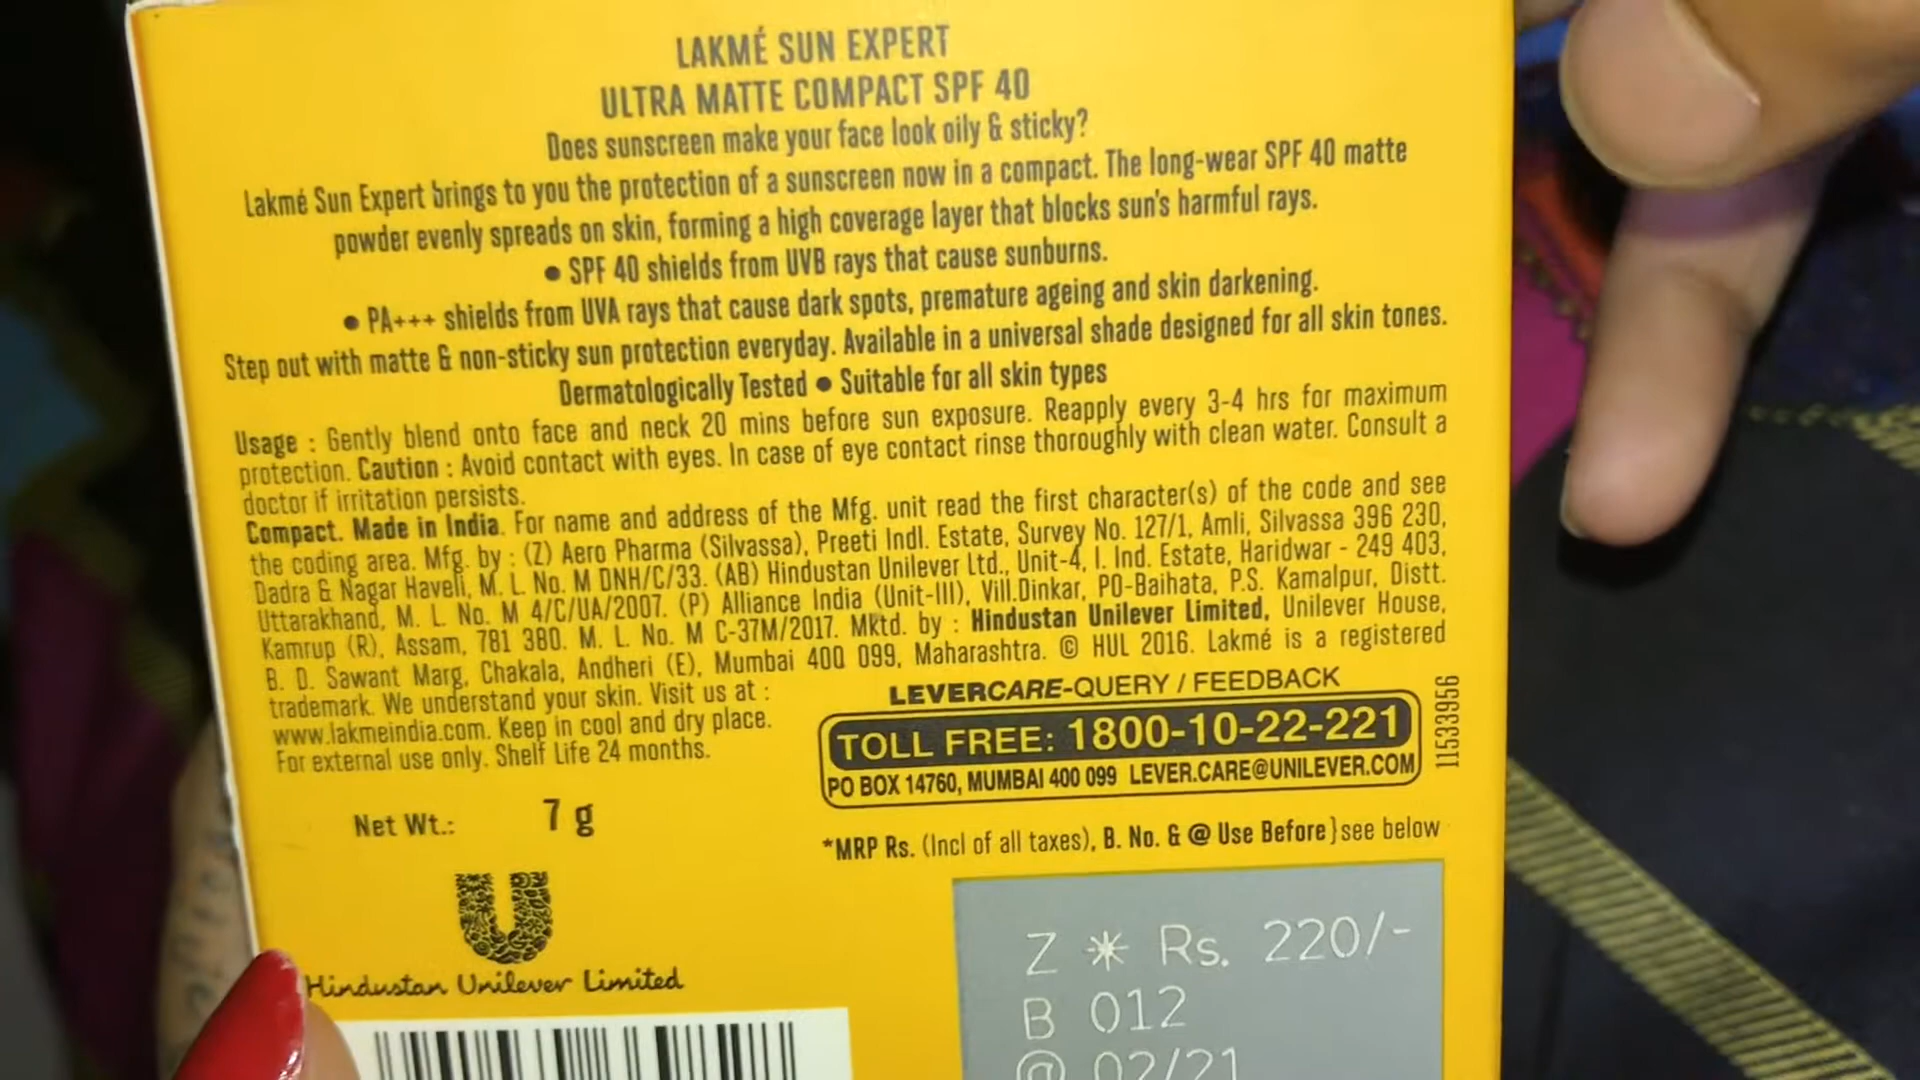 LAKMÉ SUN EXPERT
ULTRA MATTE COMPACT SPF 40
Does sunscreen make your face look oily & sticky?
Lakmé Sun Expert brings to you the protection of a sunscreen now in a compact. The long-wear SPF 40 matte
powder evenly spreads on skin, forming a high coverage layer that blocks sun's harmful rays.
● SPF 40 shields from UVB rays that cause sunburns.
● PA+++ shields from UVA rays that cause dark spots, premature ageing and skin darkening.
Step out with matte & non-sticky sun protection everyday. Available in a universal shade designed for all skin tones.
Dermatologically Tested ● Suitable for all skin types
Usage : Gently blend onto face and neck 20 mins before sun exposure. Reapply every 3-4 hrs for maximum
protection. Caution : Avoid contact with eyes. In case of eye contact rinse thoroughly with clean water. Consult a
doctor if irritation persists.
Compact. Made in India. For name and address of the Mfg. unit read the first character(s) of the code and see
the coding area. Mfg. by : (Z) Aero Pharma (Silvassa), Preeti Indl. Estate, Survey No. 127/1, Amli, Silvassa 396 230,
Dadra & Nagar Haveli, M. L. No. M DNH/C/33. (AB) Hindustan Unilever Ltd., Unit-4, I. Ind. Estate, Haridwar - 249 403,
Uttarakhand, M. L. No. M 4/C/UA/2007. (P) Alliance India (Unit-III), Vill.Dinkar, PO-Baihata, P.S. Kamalpur, Distt.
Kamrup (R), Assam, 781 380. M. L. No. M C-37M/2017. Mktd. by : Hindustan Unilever Limited, Unilever House,
B. D. Sawant Marg, Chakala, Andheri (E), Mumbai 400 099, Maharashtra. © HUL 2016. Lakmé is a registered
trademark. We understand your skin. Visit us at :
www.lakmeindia.com. Keep in cool and dry place.
For external use only. Shelf Life 24 months.
LEVERCARE-QUERY / FEEDBACK
TOLL FREE: 1800-10-22-221
PO BOX 14760, MUMBAI 400 099 LEVER.CARE@UNILEVER.COM
11533956
Net Wt.: 7 g
*MRP Rs. (Incl of all taxes), B. No. & @ Use Before}see below
Hindustan Unilever Limited
Z * Rs. 220/-
B 012
@ 02/21